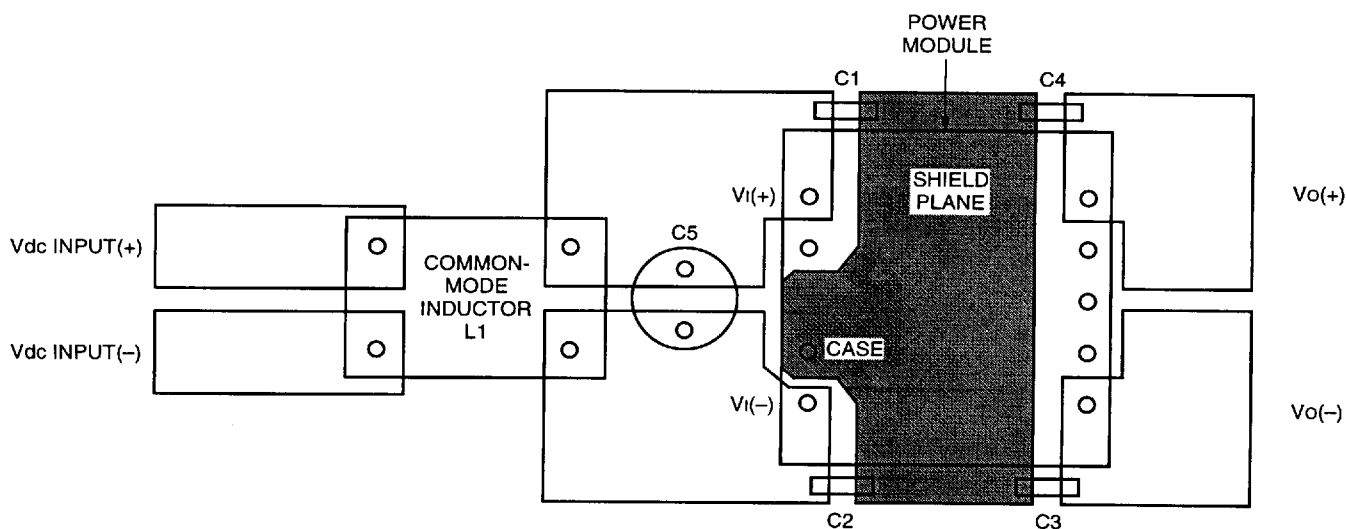 POWER
MODULE
C1
C4
SHIELD
PLANE
VI(+)
VO(+)
C5
Vdc INPUT(+)
COMMON-
MODE
INDUCTOR
L1
Vdc INPUT(–)
CASE
VI(–)
VO(–)
C2
C3